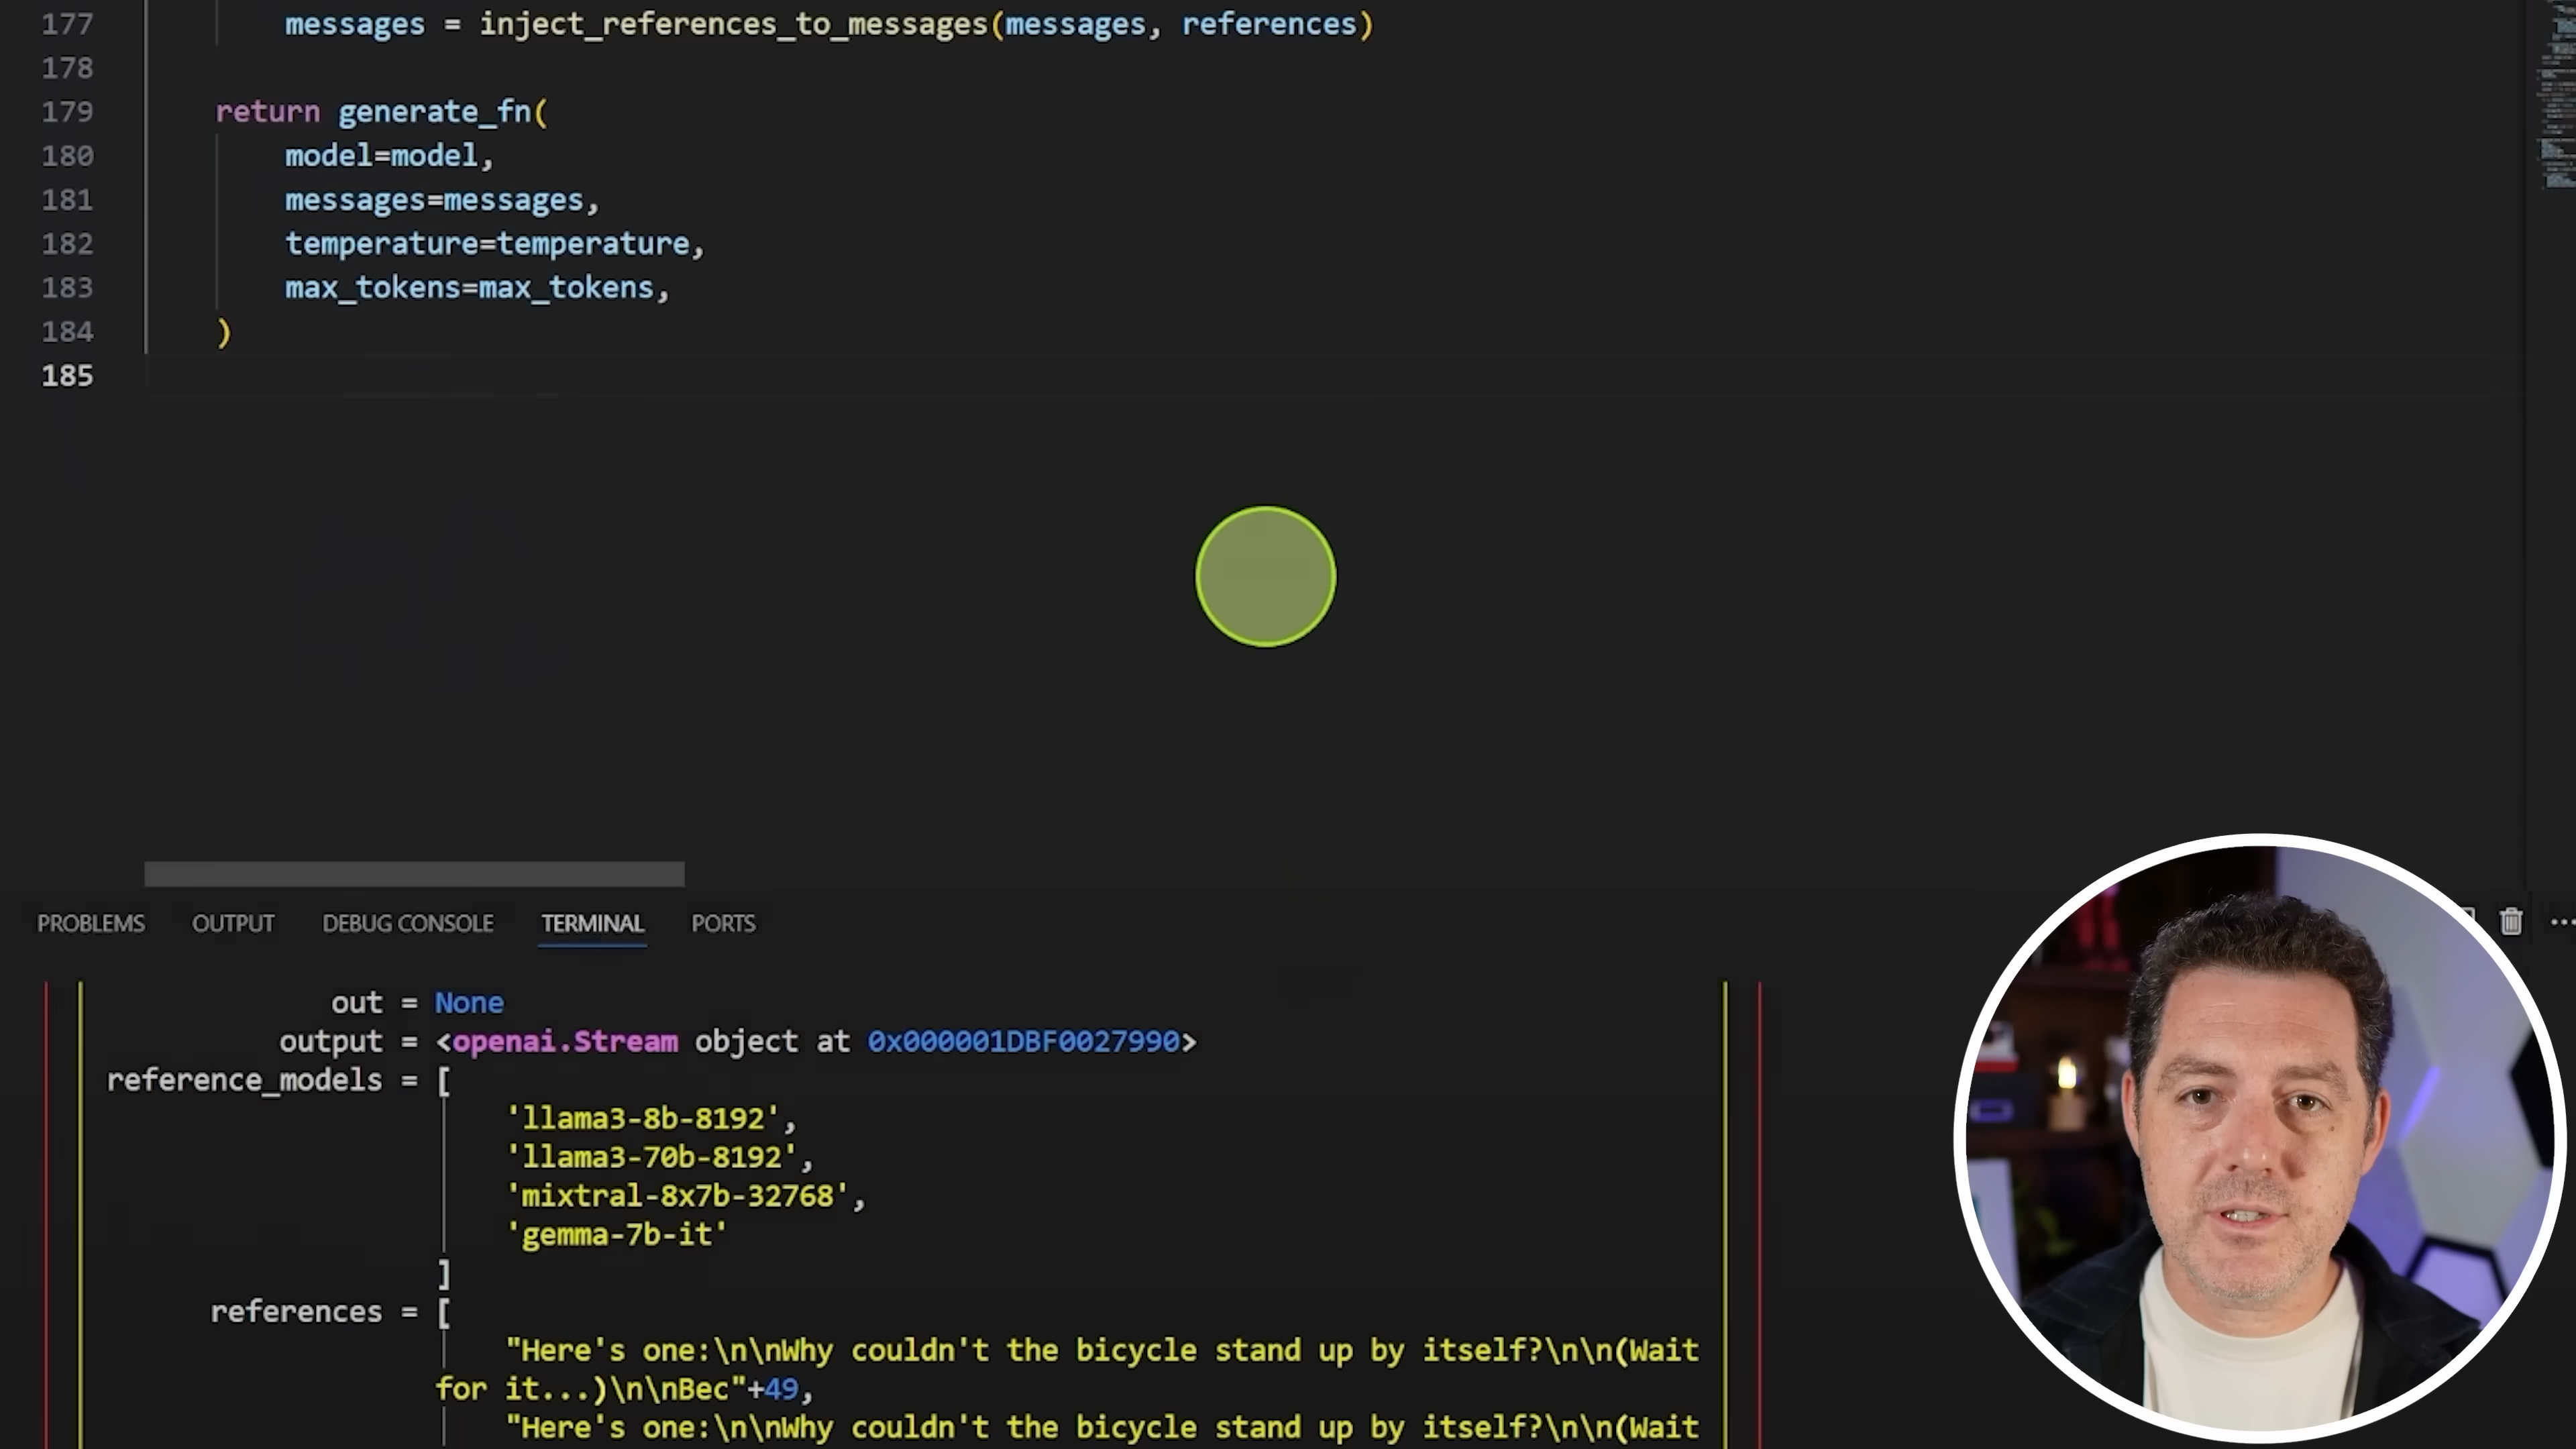 177 messages = inject_references_to_messages(messages, references)
178
179 return generate_fn(
180 model=model,
181 messages=messages,
182 temperature=temperature,
183 max_tokens=max_tokens,
184 )
185
PROBLEMS OUTPUT DEBUG CONSOLE TERMINAL PORTS
out = None
output = <openai.Stream object at 0x000001DBF0027990>
reference_models = [
'llama3-8b-8192',
'llama3-70b-8192',
'mixtral-8x7b-32768',
'gemma-7b-it'
]
references = [
"Here's one:\n\nWhy couldn't the bicycle stand up by itself?\n\n(Wait
for it...)\n\nBec"+49,
"Here's one:\n\nWhy couldn't the bicycle stand up by itself?\n\n(Wait